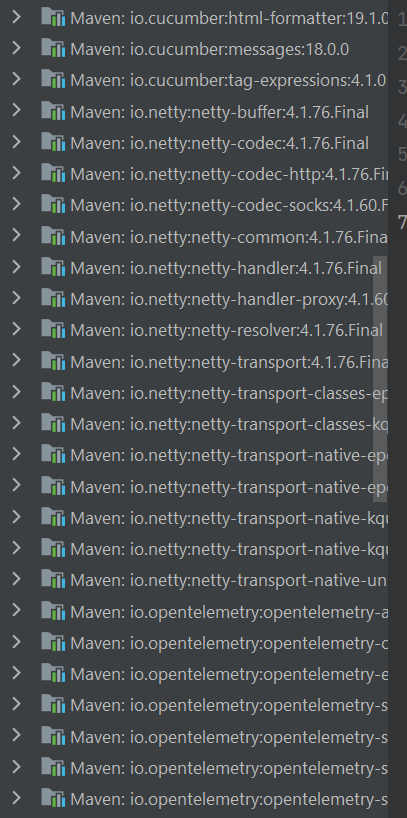 Maven: io.cucumber:html-formatter:19.1.0
Maven: io.cucumber:messages:18.0.0
Maven: io.cucumber:tag-expressions:4.1.0
Maven: io.netty:netty-buffer:4.1.76.Final
Maven: io.netty:netty-codec:4.1.76.Final
Maven: io.netty:netty-codec-http:4.1.76.Fi
Maven: io.netty:netty-codec-socks:4.1.60.F
Maven: io.netty:netty-common:4.1.76.Fina
Maven: io.netty:netty-handler:4.1.76.Final
Maven: io.netty:netty-handler-proxy:4.1.60
Maven: io.netty:netty-resolver:4.1.76.Final
Maven: io.netty:netty-transport:4.1.76.Fina
Maven: io.netty:netty-transport-classes-ep
Maven: io.netty:netty-transport-classes-kq
Maven: io.netty:netty-transport-native-epo
Maven: io.netty:netty-transport-native-epo
Maven: io.netty:netty-transport-native-kqu
Maven: io.netty:netty-transport-native-kqu
Maven: io.netty:netty-transport-native-un
Maven: io.opentelemetry:opentelemetry-a
Maven: io.opentelemetry:opentelemetry-c
Maven: io.opentelemetry:opentelemetry-e
Maven: io.opentelemetry:opentelemetry-s
Maven: io.opentelemetry:opentelemetry-s
Maven: io.opentelemetry:opentelemetry-s
Maven: io.opentelemetry:opentelemetry-s
1
2
3
4
5
6
7